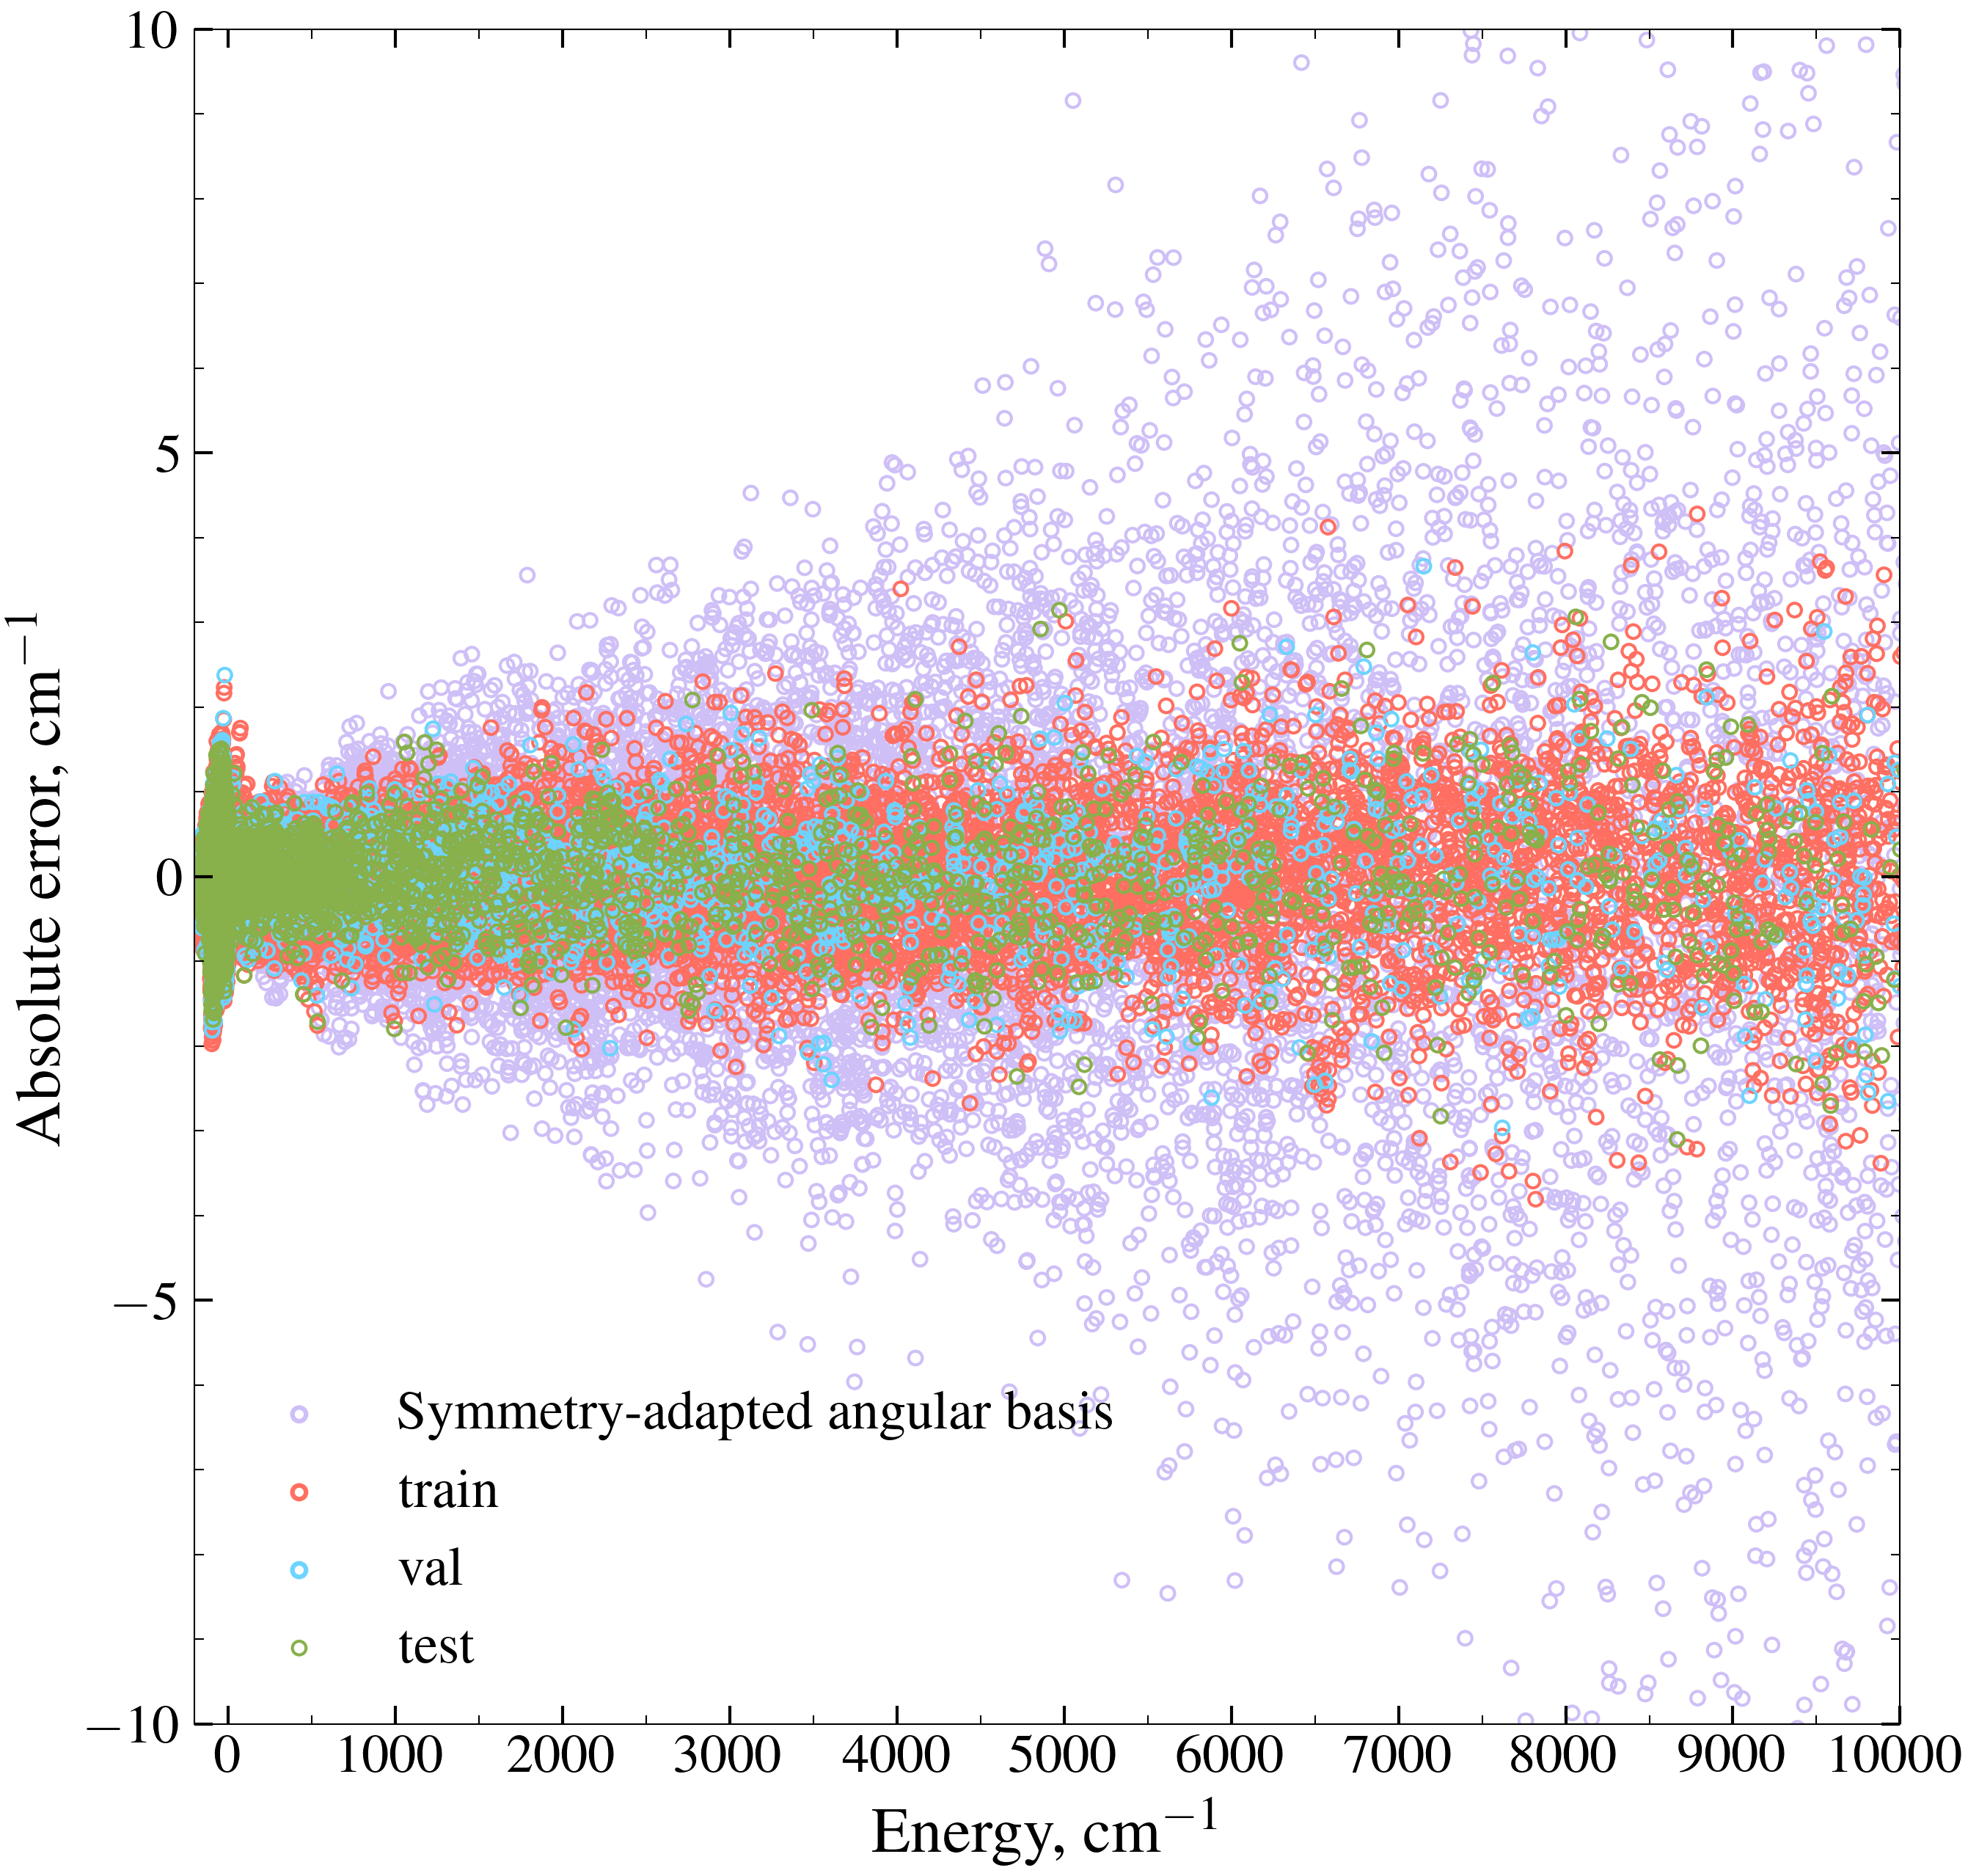 10
5
0
−5
−10
Absolute error, cm⁻¹
Symmetry-adapted angular basis
train
val
test
0 1000 2000 3000 4000 5000 6000 7000 8000 9000 10000
Energy, cm⁻¹